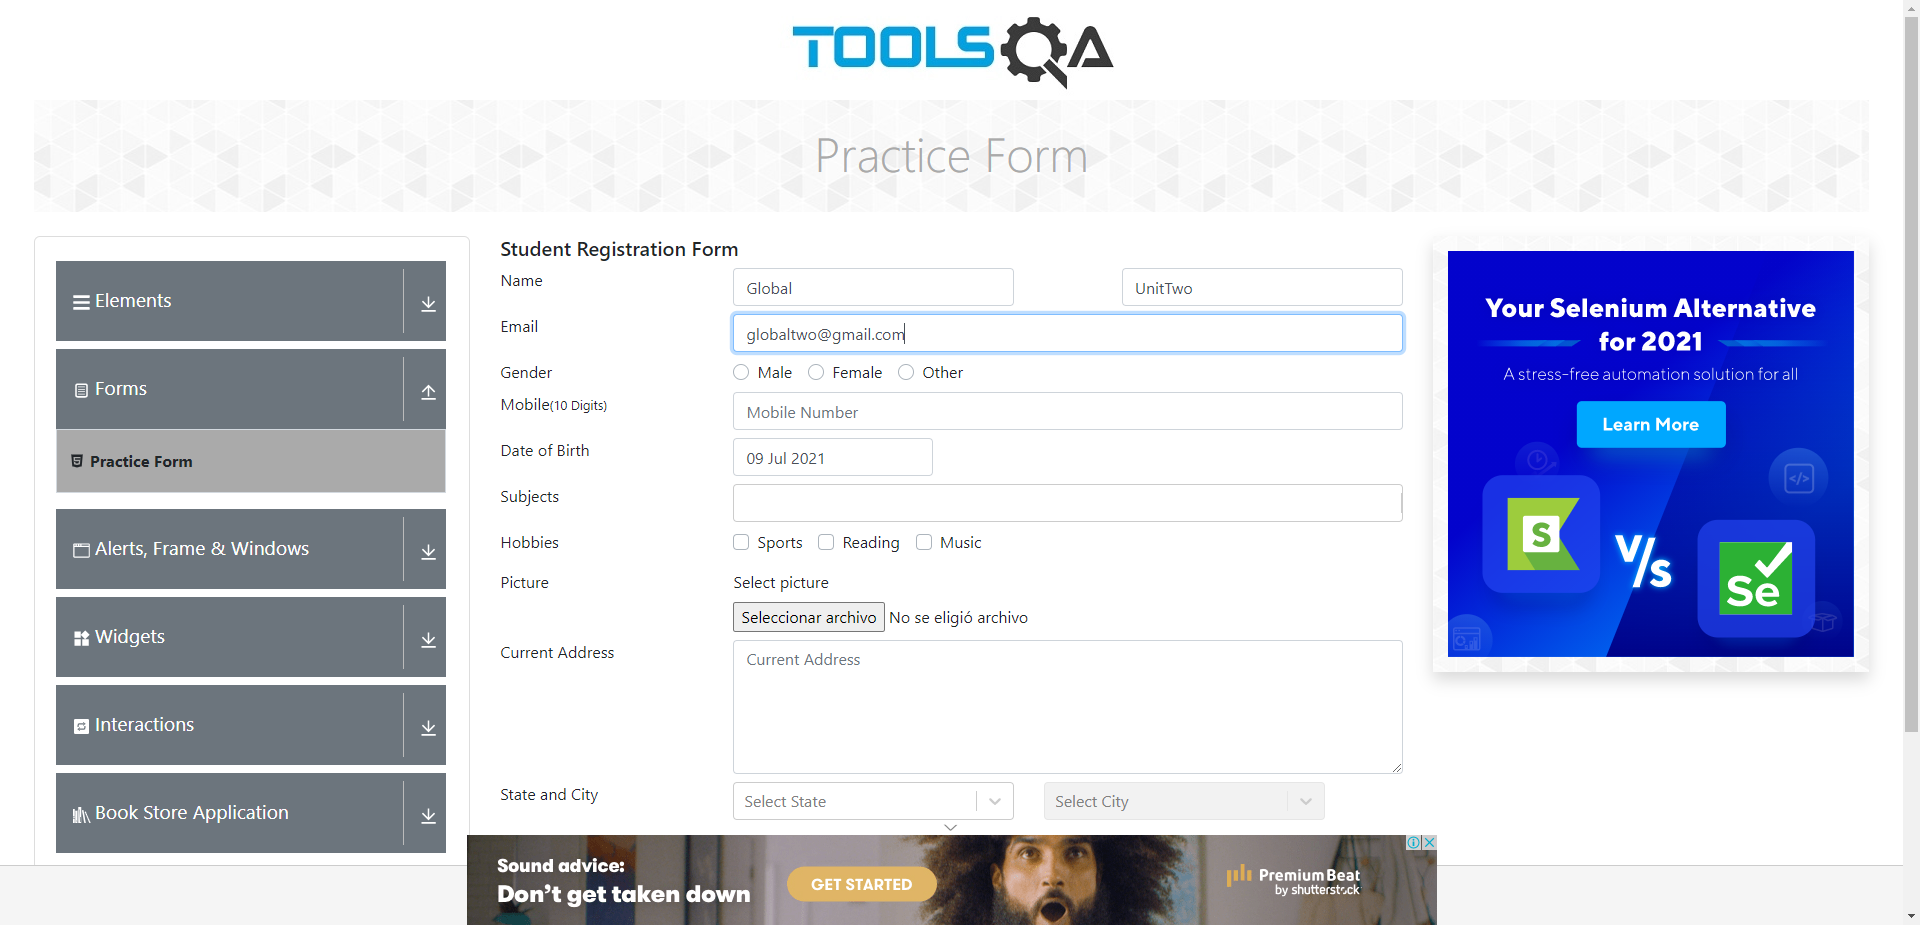 TOOLSQA
Practice Form
Elements
Forms
Practice Form
Alerts, Frame & Windows
Widgets
Interactions
Book Store Application
Student Registration Form
Name
Global
UnitTwo
Email
globaltwo@gmail.com
Gender
Male
Female
Other
Mobile(10 Digits)
Mobile Number
Date of Birth
09 Jul 2021
Subjects
Hobbies
Sports
Reading
Music
Picture
Select picture
Seleccionar archivo No se eligió archivo
Current Address
Current Address
State and City
Select State
Select City
Your Selenium Alternative
for 2021
A stress-free automation solution for all
Learn More
S
V/S
Se
Sound advice:
Don't get taken down
GET STARTED
PremiumBeat
by shutterstock